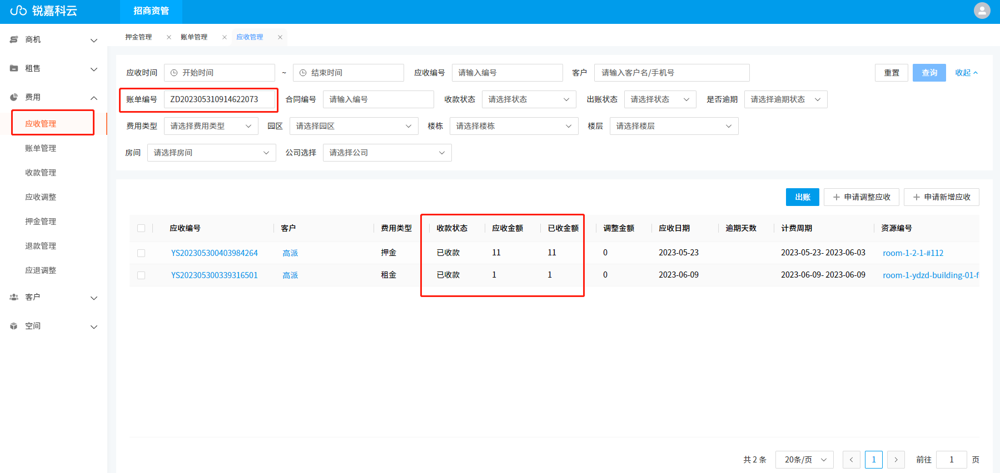 锐嘉科云 招商资管
押金管理 账单管理 应收管理
商机
租售
费用
应收管理
账单管理
收款管理
应收调整
押金管理
退款管理
应退调整
客户
空间
应收时间 开始时间 ~ 结束时间 应收编号 请输入编号 客户 请输入客户名/手机号 重置 查询 收起
账单编号 ZD202305310914622073 合同编号 请输入编号 收款状态 请选择状态 出账状态 请选择状态 是否逾期 请选择逾期状态
费用类型 请选择费用类型 园区 请选择园区 楼栋 请选择楼栋 楼层 请选择楼层
房间 请选择房间 公司选择 请选择公司
出账 申请调整应收 申请新增应收
应收编号 客户 费用类型 收款状态 应收金额 已收金额 调整金额 应收日期 逾期天数 计费周期 资源编号
YS202305300403984264 高派 押金 已收款 11 11 0 2023-05-23 2023-05-23- 2023-06-03 room-1-2-1-#112
YS202305300339316501 高派 租金 已收款 1 1 0 2023-06-09 2023-06-09- 2023-06-09 room-1-ydzd-building-01-f
共 2 条 20条/页 1 前往 1 页